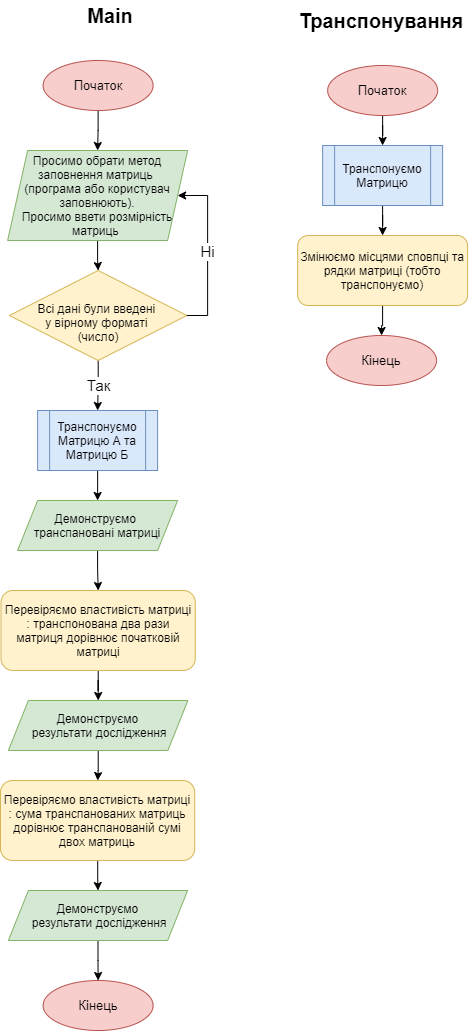 Main
Початок
Просимо обрати метод
заповнення матриць
(програма або користувач
заповнюють).
Просимо ввети розмірність
матриць
Ні
Всі дані були введені
у вірному форматі
(число)
Так
Транспонуємо
Матрицю А та
Матрицю Б
Демонструємо
транспановані матриці
Перевіряємо властивість матриці
: транспонована два рази
матриця дорівнює початковій
матриці
Демонструємо
результати дослідження
Перевіряємо властивість матриці
: сума транспанованих матриць
дорівнює транспанованій сумі
двох матриць
Демонструємо
результати дослідження
Кінець
Транспонування
Початок
Транспонуємо
Матрицю
Змінюємо місцями сповпці та
рядки матриці (тобто
транспонуємо)
Кінець